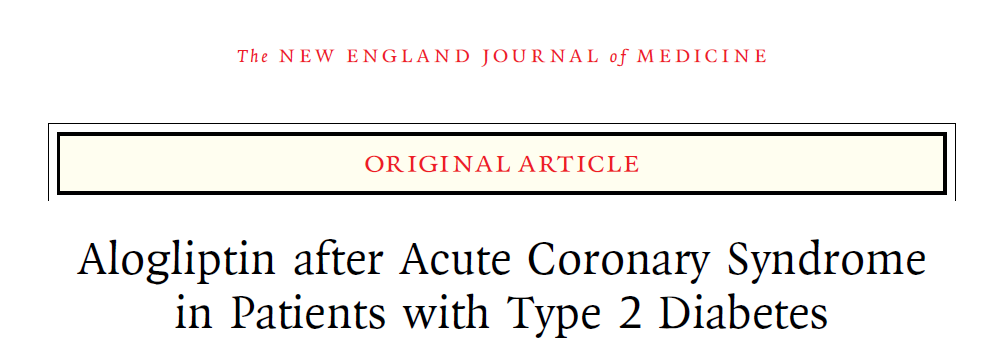 The NEW ENGLAND JOURNAL of MEDICINE
ORIGINAL ARTICLE
Alogliptin after Acute Coronary Syndrome
in Patients with Type 2 Diabetes